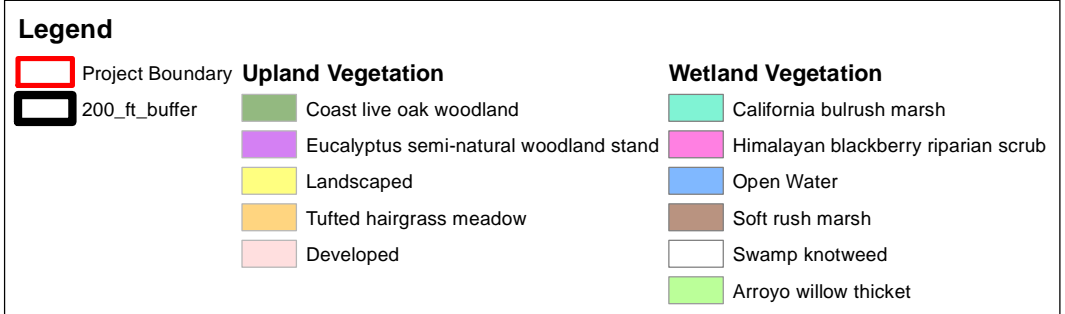 Legend
Project Boundary
200_ft_buffer
Upland Vegetation
Coast live oak woodland
Eucalyptus semi-natural woodland stand
Landscaped
Tufted hairgrass meadow
Developed
Wetland Vegetation
California bulrush marsh
Himalayan blackberry riparian scrub
Open Water
Soft rush marsh
Swamp knotweed
Arroyo willow thicket